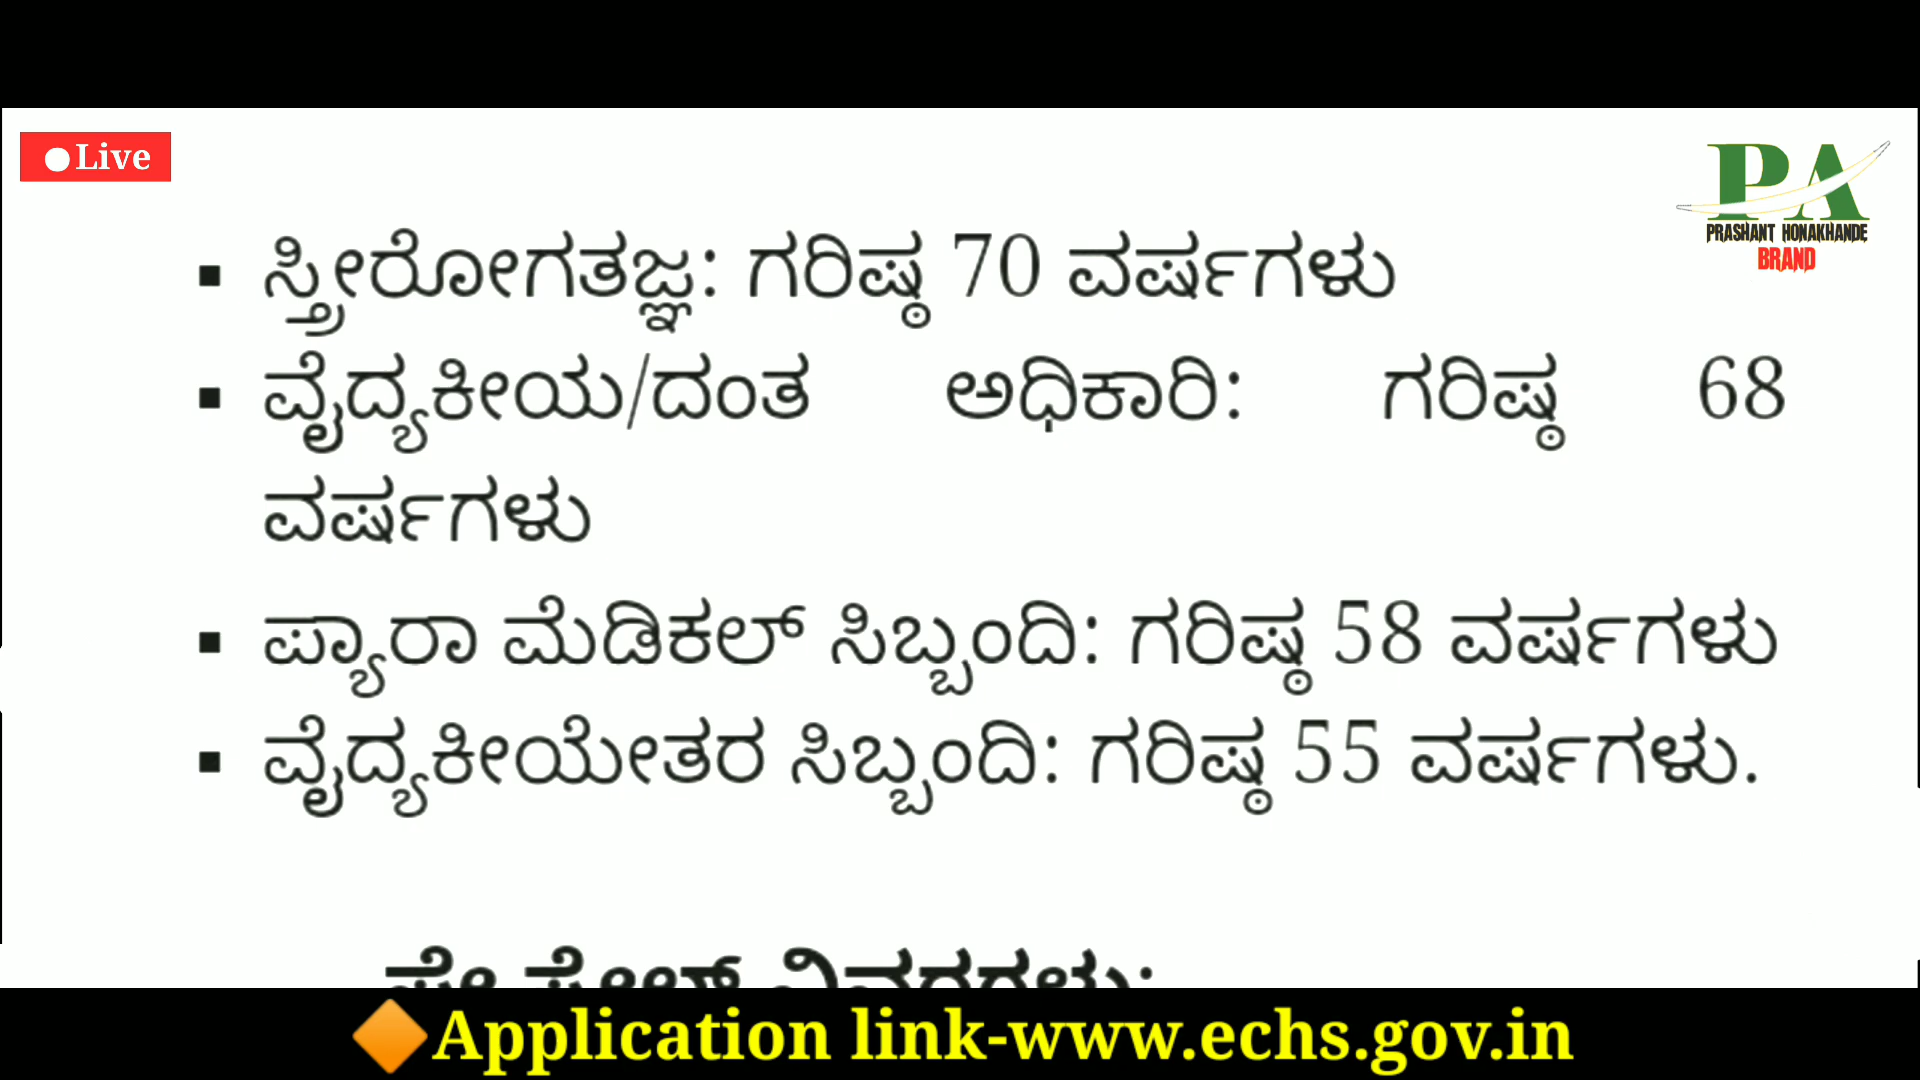 Live
PA
PRASHANT HONAKHANDE
BRAND
▪ ಸ್ತ್ರೀರೋಗತಜ್ಞ: ಗರಿಷ್ಠ 70 ವರ್ಷಗಳು
▪ ವೈದ್ಯಕೀಯ/ದಂತ ಅಧಿಕಾರಿ: ಗರಿಷ್ಠ 68
ವರ್ಷಗಳು
▪ ಪ್ಯಾರಾ ಮೆಡಿಕಲ್ ಸಿಬ್ಬಂದಿ: ಗರಿಷ್ಠ 58 ವರ್ಷಗಳು
▪ ವೈದ್ಯಕೀಯೇತರ ಸಿಬ್ಬಂದಿ: ಗರಿಷ್ಠ 55 ವರ್ಷಗಳು.
🔶Application link-www.echs.gov.in